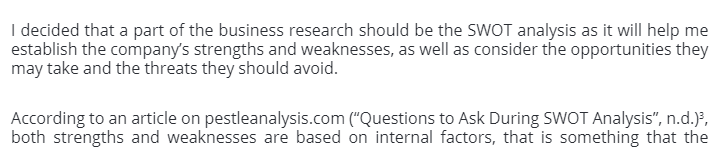 I decided that a part of the business research should be the SWOT analysis as it will help me
establish the company’s strengths and weaknesses, as well as consider the opportunities they
may take and the threats they should avoid.
According to an article on pestleanalysis.com (“Questions to Ask During SWOT Analysis”, n.d.)³,
both strengths and weaknesses are based on internal factors, that is something that the